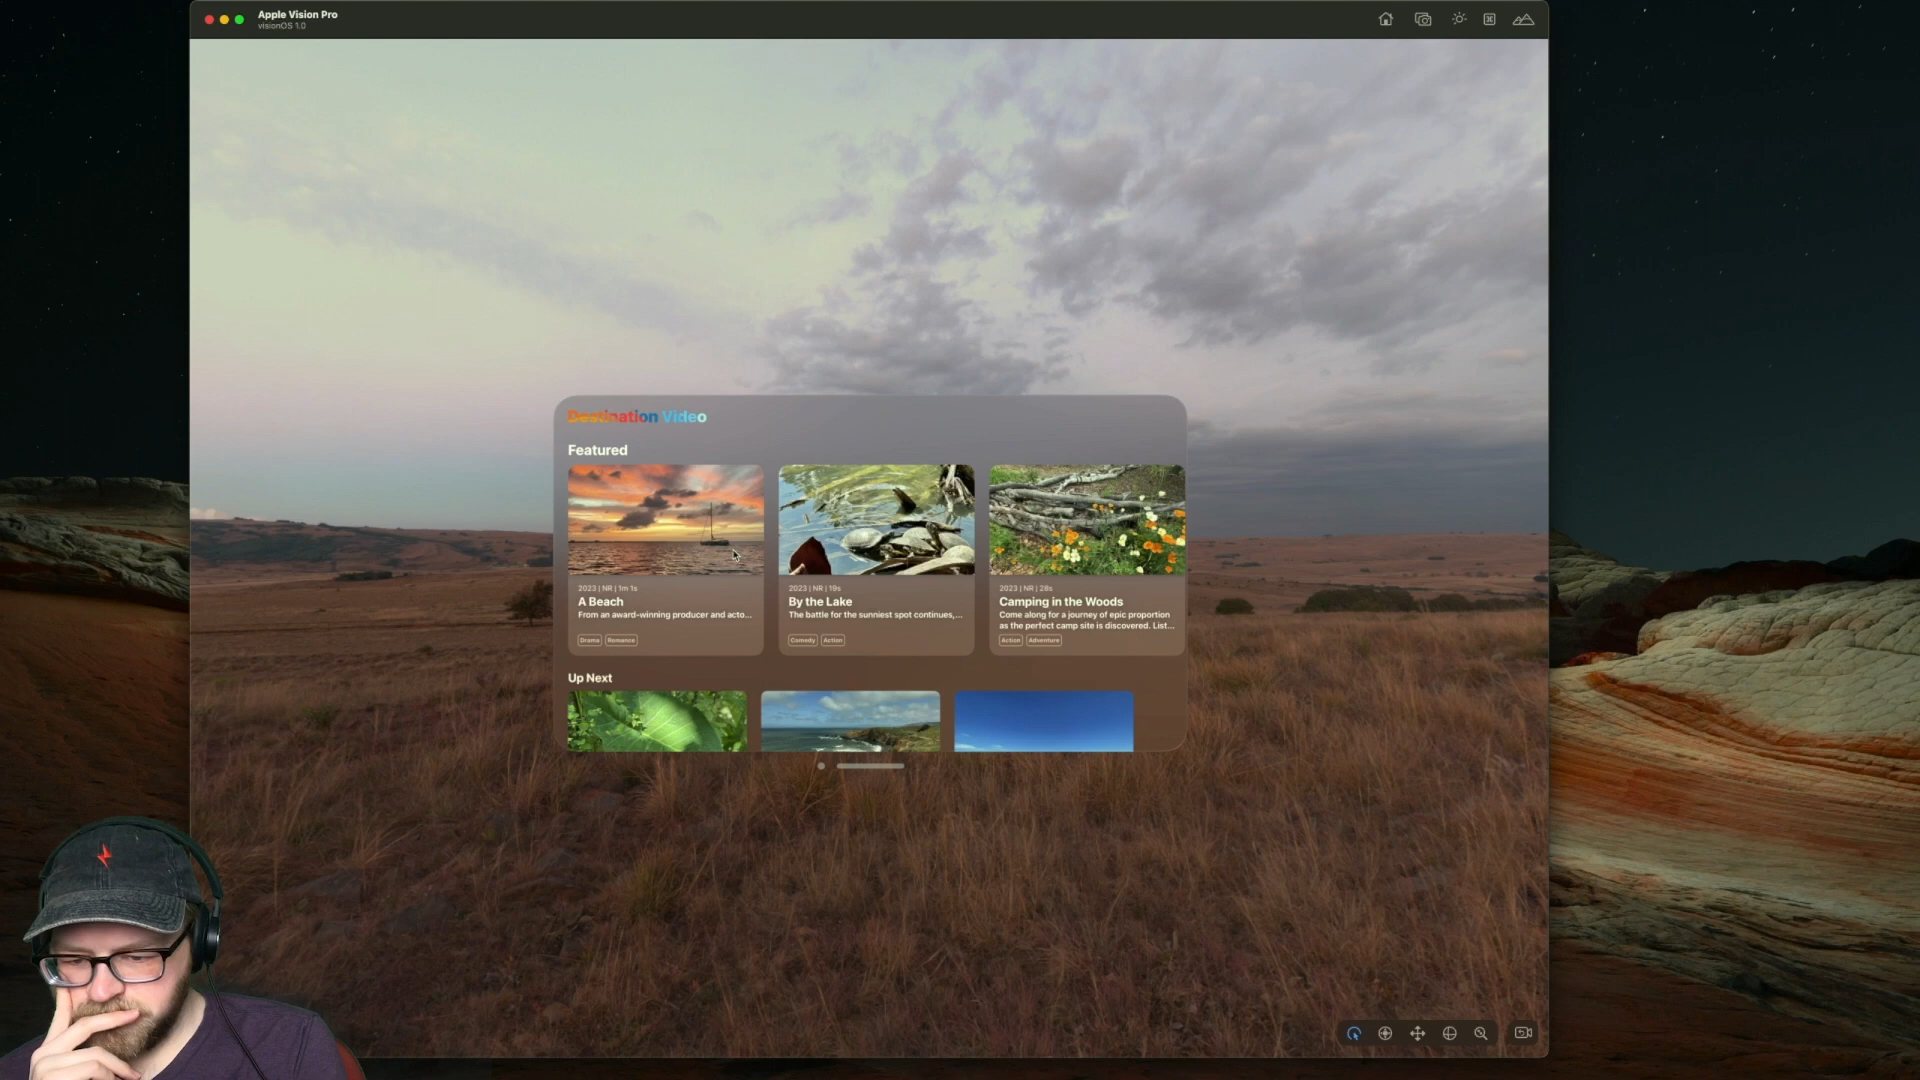 Apple Vision Pro
visionOS 1.0
Destination Video
Featured
2023 | NR | 1m 1s
A Beach
From an award-winning producer and acto...
Drama Romance
2023 | NR | 19s
By the Lake
The battle for the sunniest spot continues,...
Comedy Action
2023 | NR | 28s
Camping in the Woods
Come along for a journey of epic proportion
as the perfect camp site is discovered. List...
Action Adventure
Up Next